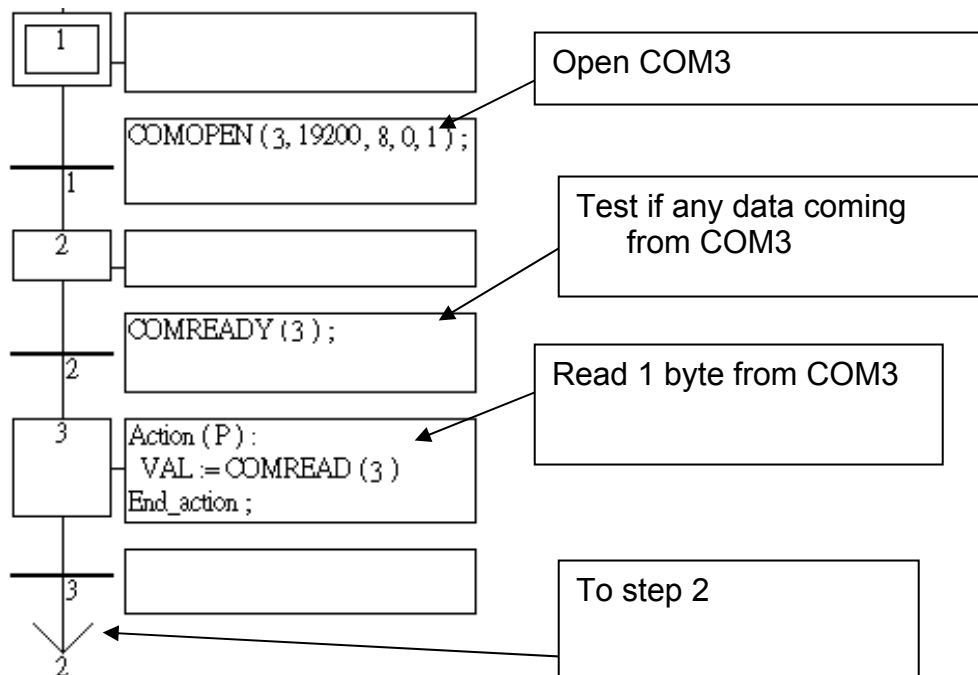 1
Open COM3
COMOPEN ( 3, 19200, 8, 0, 1 ) ;
1
Test if any data coming
from COM3
2
COMREADY ( 3 ) ;
2
Read 1 byte from COM3
3
Action ( P ) :
VAL := COMREAD ( 3 )
End_action ;
3
To step 2
2